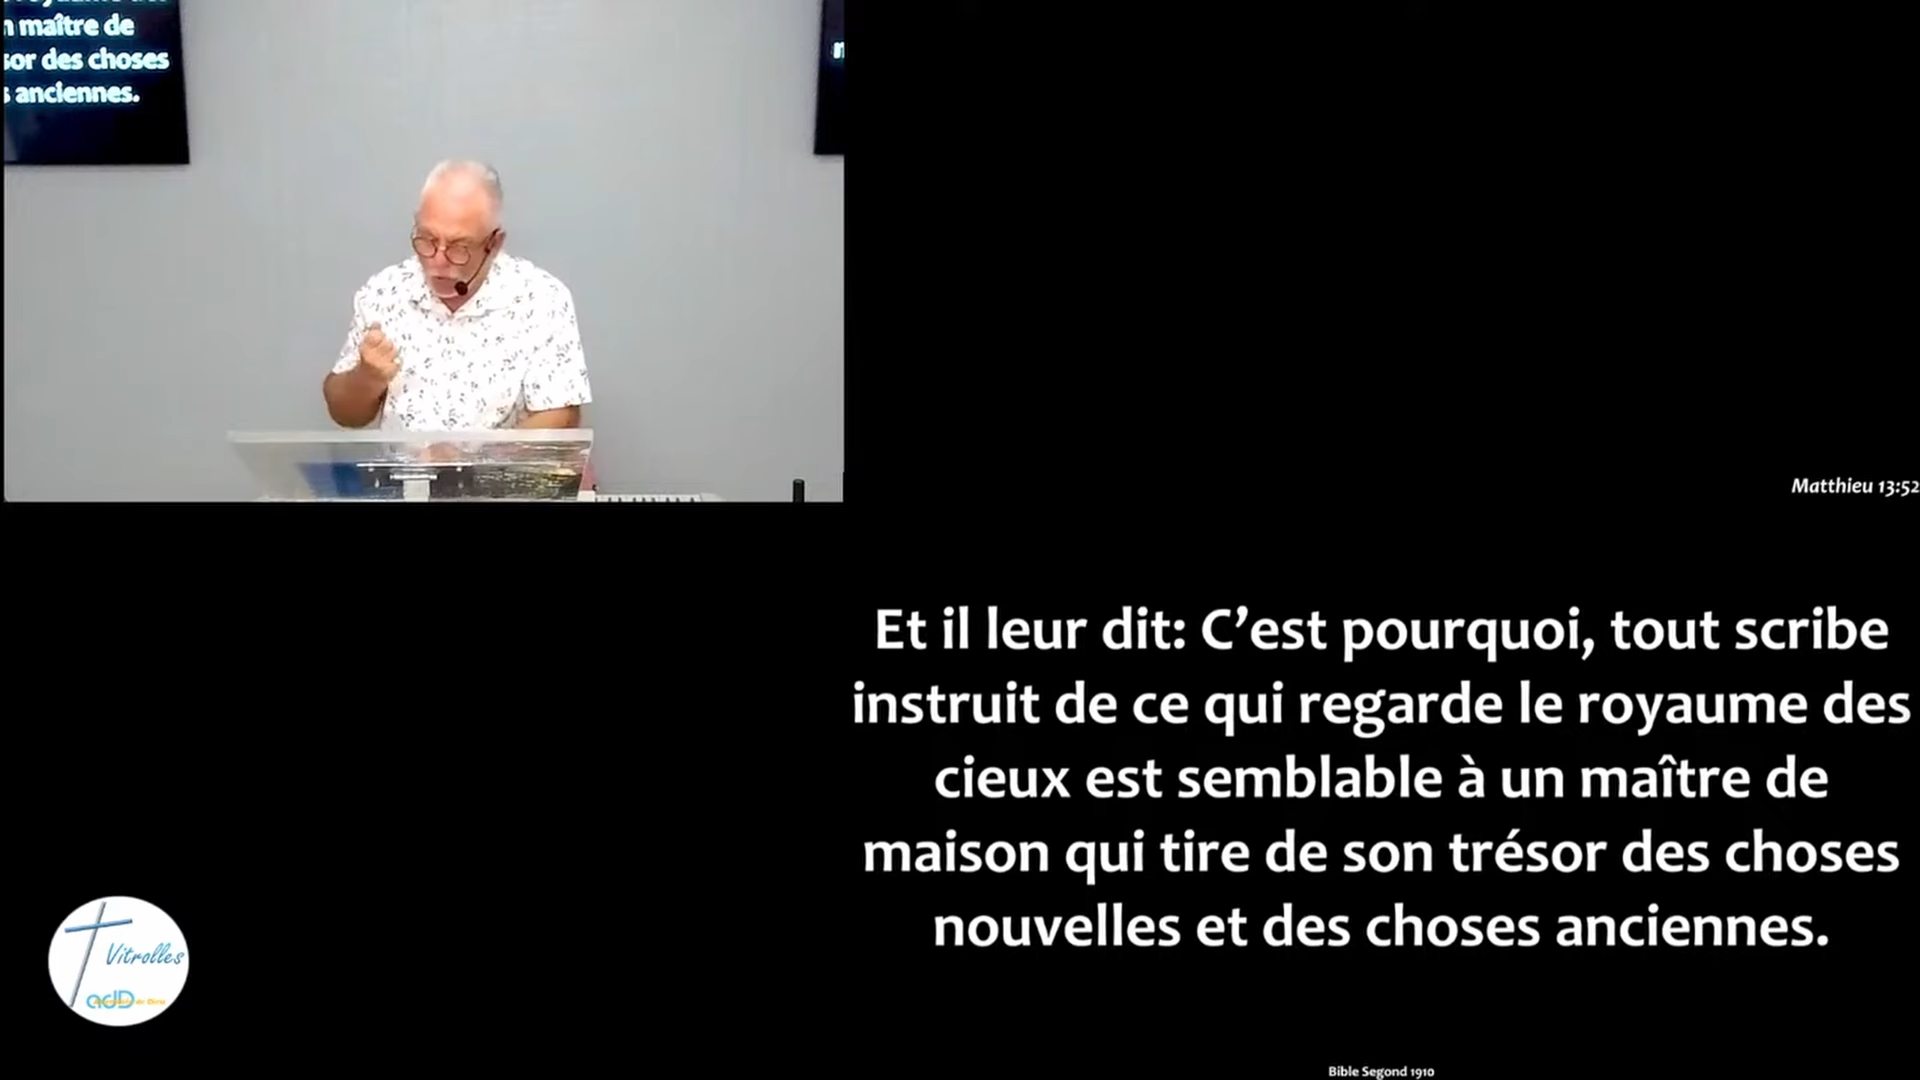 maître de
sor des choses
anciennes.
Matthieu 13:52
Et il leur dit: C’est pourquoi, tout scribe
instruit de ce qui regarde le royaume des
cieux est semblable à un maître de
maison qui tire de son trésor des choses
nouvelles et des choses anciennes.
Vitrolles
adD
Bible Segond 1910